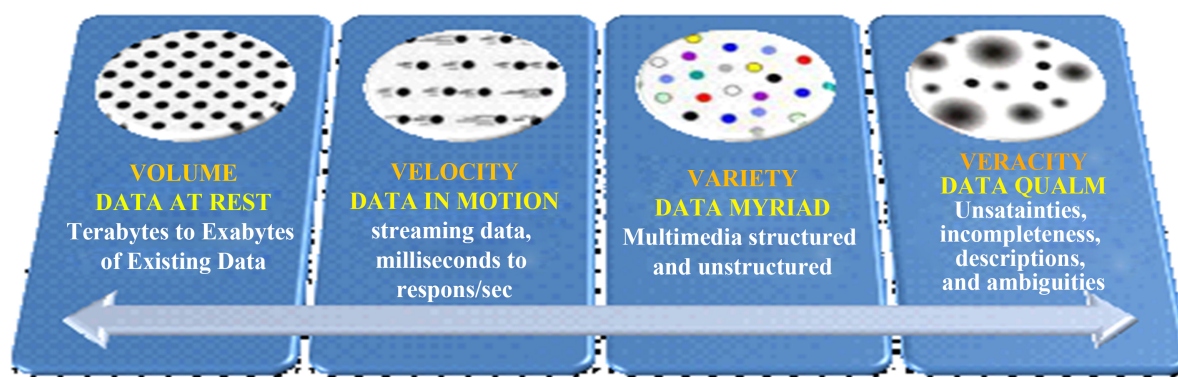 VOLUME
DATA AT REST
Terabytes to Exabytes
of Existing Data
VELOCITY
DATA IN MOTION
streaming data,
milliseconds to
respons/sec
VARIETY
DATA MYRIAD
Multimedia structured
and unstructured
VERACITY
DATA QUALM
Unsatainties,
incompleteness,
descriptions,
and ambiguities